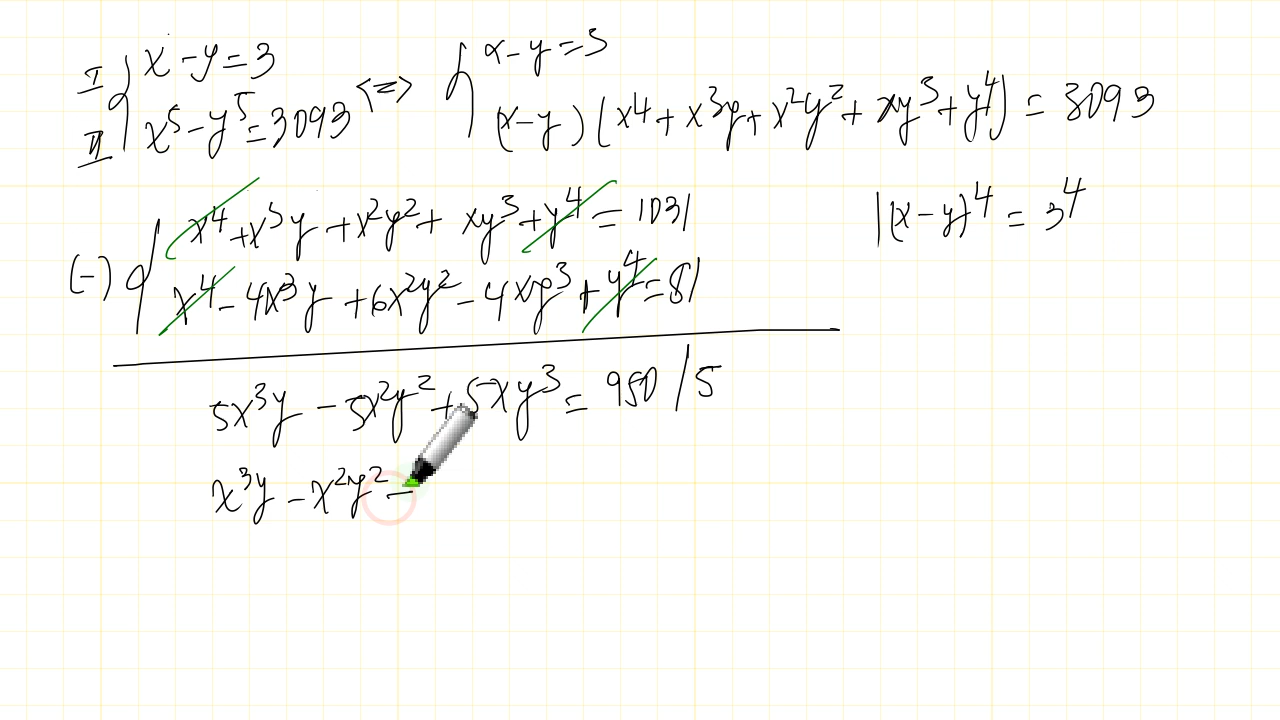 I { x - y = 3 <=> { x - y = 3
II x⁵ - y⁵ = 3093 (x - y)(x⁴ + x³y + x²y² + xy³ + y⁴) = 3093
x⁴ + x³y + x²y² + xy³ + y⁴ = 1031 |(x - y)⁴ = 3⁴
(-) { x⁴ - 4x³y + 6x²y² - 4xy³ + y⁴ = 81
5x³y - 5x²y² + 5xy³ = 950 / 5
x³y - x²y² -